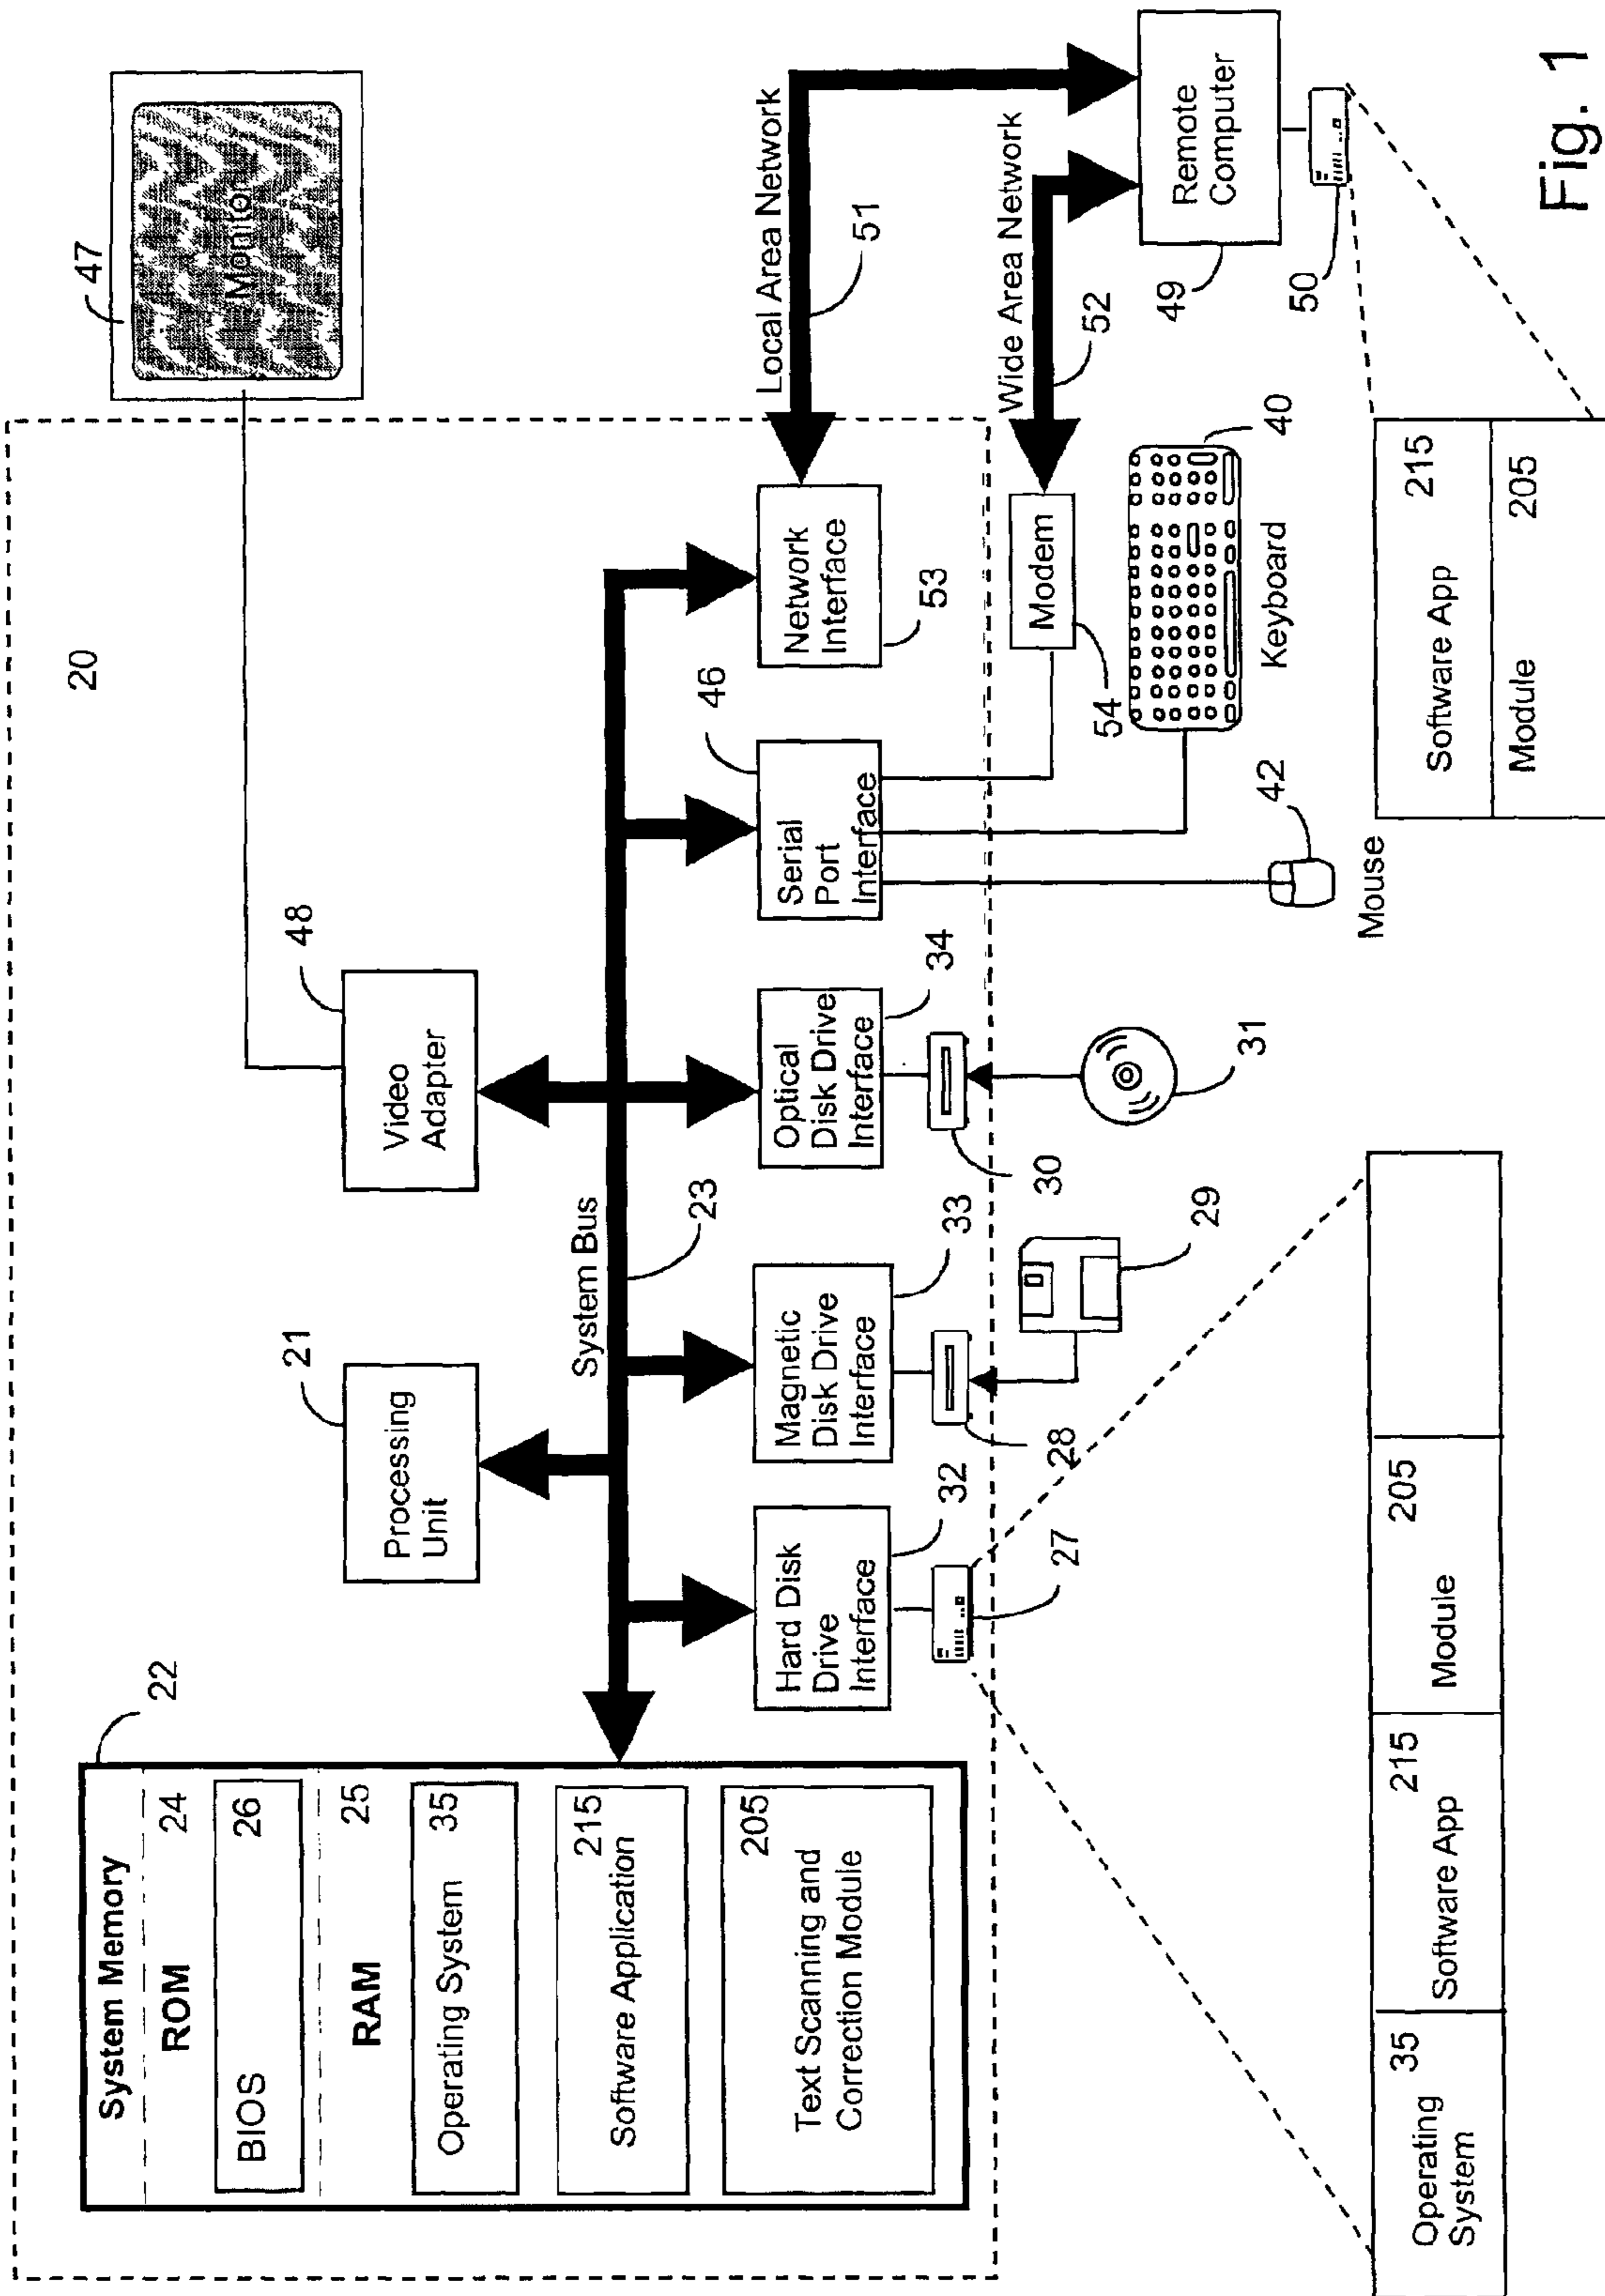 20
47
Monitor
System Memory
22
ROM
24
BIOS
26
RAM
25
Operating System
35
Software Application
215
Text Scanning and
Correction Module
205
21
Processing
Unit
48
Video
Adapter
System Bus
23
Hard Disk
Drive
Interface
32
Magnetic
Disk Drive
Interface
33
Optical
Disk Drive
Interface
34
Serial
Port
Interface
46
Network
Interface
53
Local Area Network
51
Wide Area Network
52
27
28
29
30
31
Modem
54
40
Keyboard
42
Mouse
Remote
Computer
49
50
Operating
System
35
Software App
215
Module
205
Software App
215
Module
205
Fig. 1